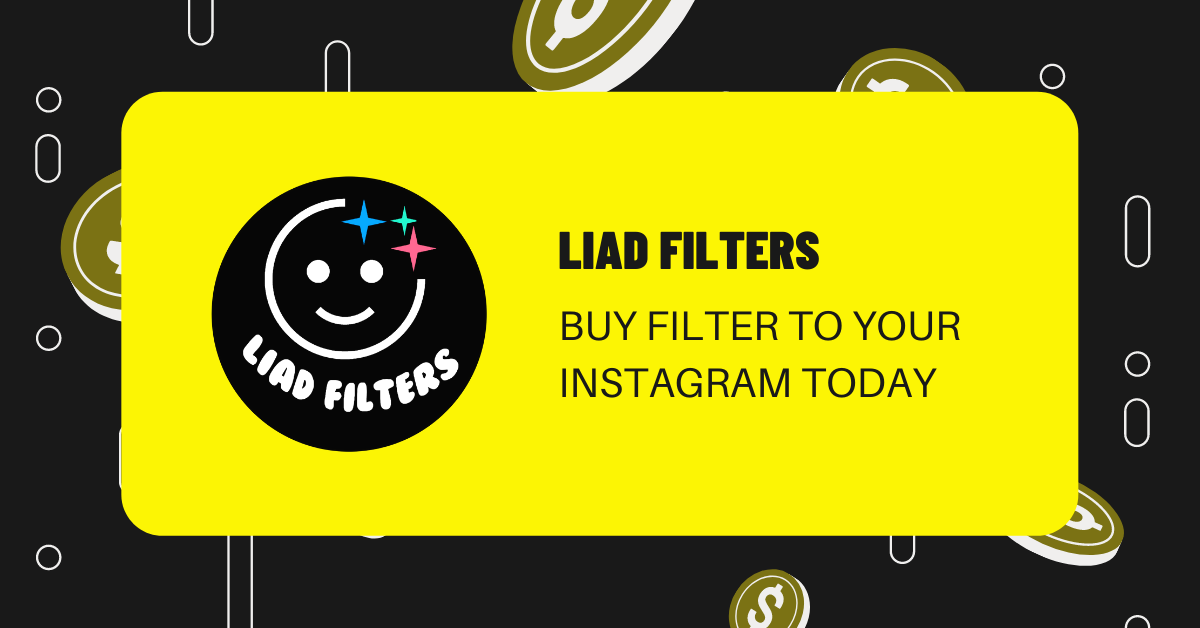 LIAD FILTERS
LIAD FILTERS
BUY FILTER TO YOUR
INSTAGRAM TODAY
$